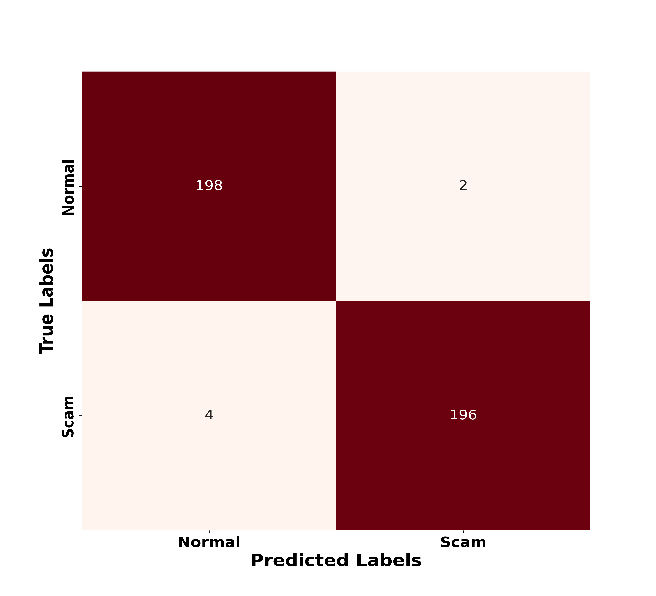 198
2
4
196
Normal
Scam
True Labels
Normal
Scam
Predicted Labels